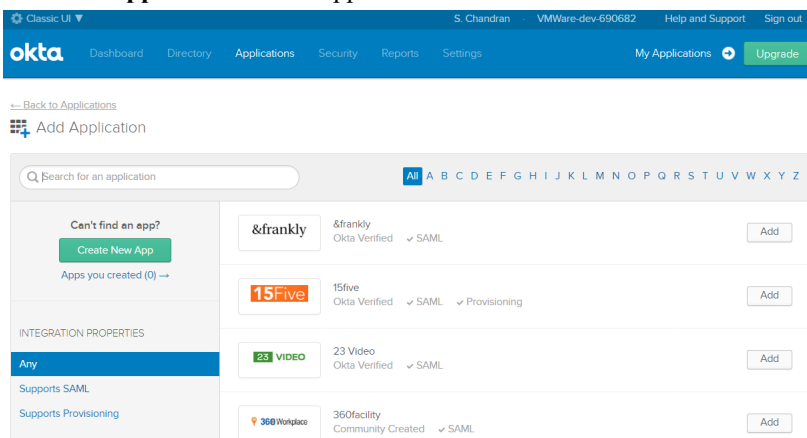 Classic UI ▼ S. Chandran - VMWare-dev-690682 Help and Support Sign out
okta Dashboard Directory Applications Security Reports Settings My Applications Upgrade
← Back to Applications
Add Application
Search for an application All A B C D E F G H I J K L M N O P Q R S T U V W X Y Z
Can't find an app?
Create New App
Apps you created (0) →
INTEGRATION PROPERTIES
Any
Supports SAML
Supports Provisioning
&frankly &frankly Add
Okta Verified ✓ SAML
15Five 15five Add
Okta Verified ✓ SAML ✓ Provisioning
23 VIDEO 23 Video Add
Okta Verified ✓ SAML
360 Workplace 360facility Add
Community Created ✓ SAML